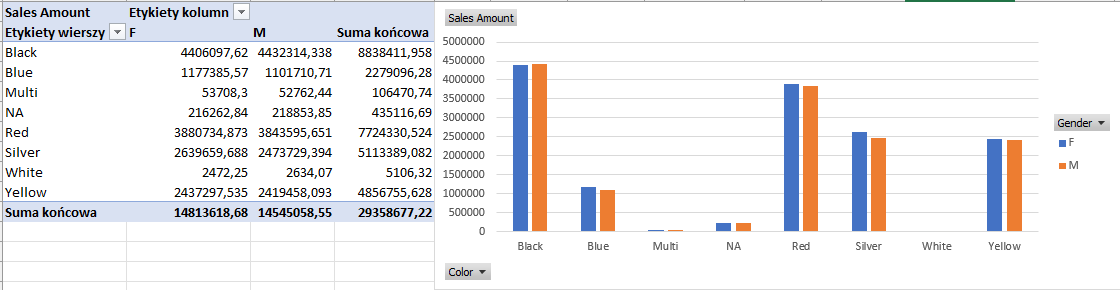 Sales Amount Etykiety kolumn
Etykiety wierszy F M Suma końcowa
Black 4406097,62 4432314,338 8838411,958
Blue 1177385,57 1101710,71 2279096,28
Multi 53708,3 52762,44 106470,74
NA 216262,84 218853,85 435116,69
Red 3880734,873 3843595,651 7724330,524
Silver 2639659,688 2473729,394 5113389,082
White 2472,25 2634,07 5106,32
Yellow 2437297,535 2419458,093 4856755,628
Suma końcowa 14813618,68 14545058,55 29358677,22
Sales Amount
5000000
4500000
4000000
3500000
3000000
2500000
2000000
1500000
1000000
500000
0
Black Blue Multi NA Red Silver White Yellow
Gender
F
M
Color